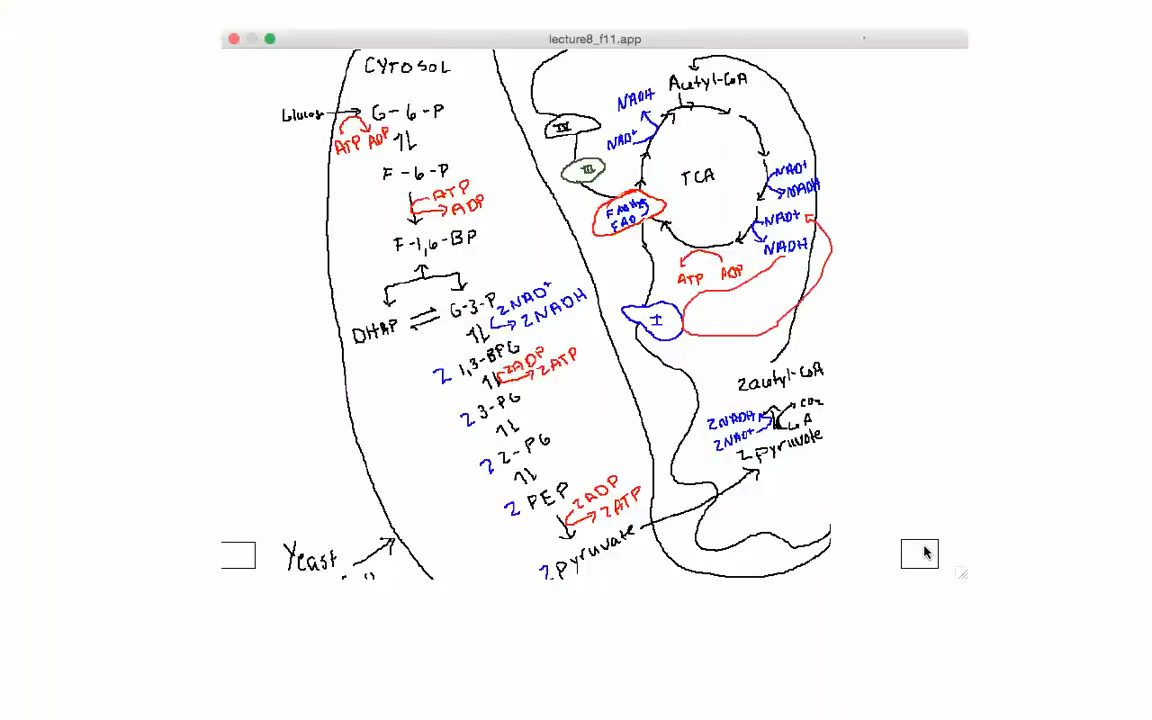 lecture8_f11.app
CYTOSOL
Glucose
G-6-P
ATP ADP
F-6-P
ATP
ADP
F-1,6-BP
DHAP
G-3-P
2NAD+
2NADH
2 1,3-BPG
2ADP
2ATP
2 3-PG
2 2-PG
2 PEP
2ADP
2ATP
2 Pyruvate
Yeast
IV
III
FADH2
FAD
I
Acetyl-CoA
NADH
NAD+
TCA
NAD+
NADH
NAD+
NADH
ATP
ADP
2acetyl-CoA
2NADH
CO2
2NAD+
CoA
2pyruvate